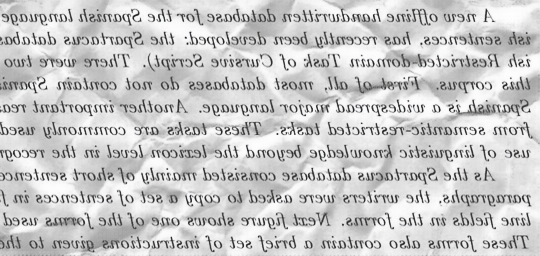 A new offline handwritten database for the Spanish language
ish sentences, has recently been developed: the Spartacus databas
ish Restricted-domain Task of Cursive Script). There were two
this corpus. First of all, most databases do not contain Spani
Spanish is a widespread major language. Another important rea
from semantic-restricted tasks. These tasks are commonly used
use of linguistic knowledge beyond the lexicon level in the recogn
As the Spartacus database consisted mainly of short sentence
paragraphs, the writers were asked to copy a set of sentences in f
line fields in the forms. Next figure shows one of the forms used
These forms also contain a brief set of instructions given to the